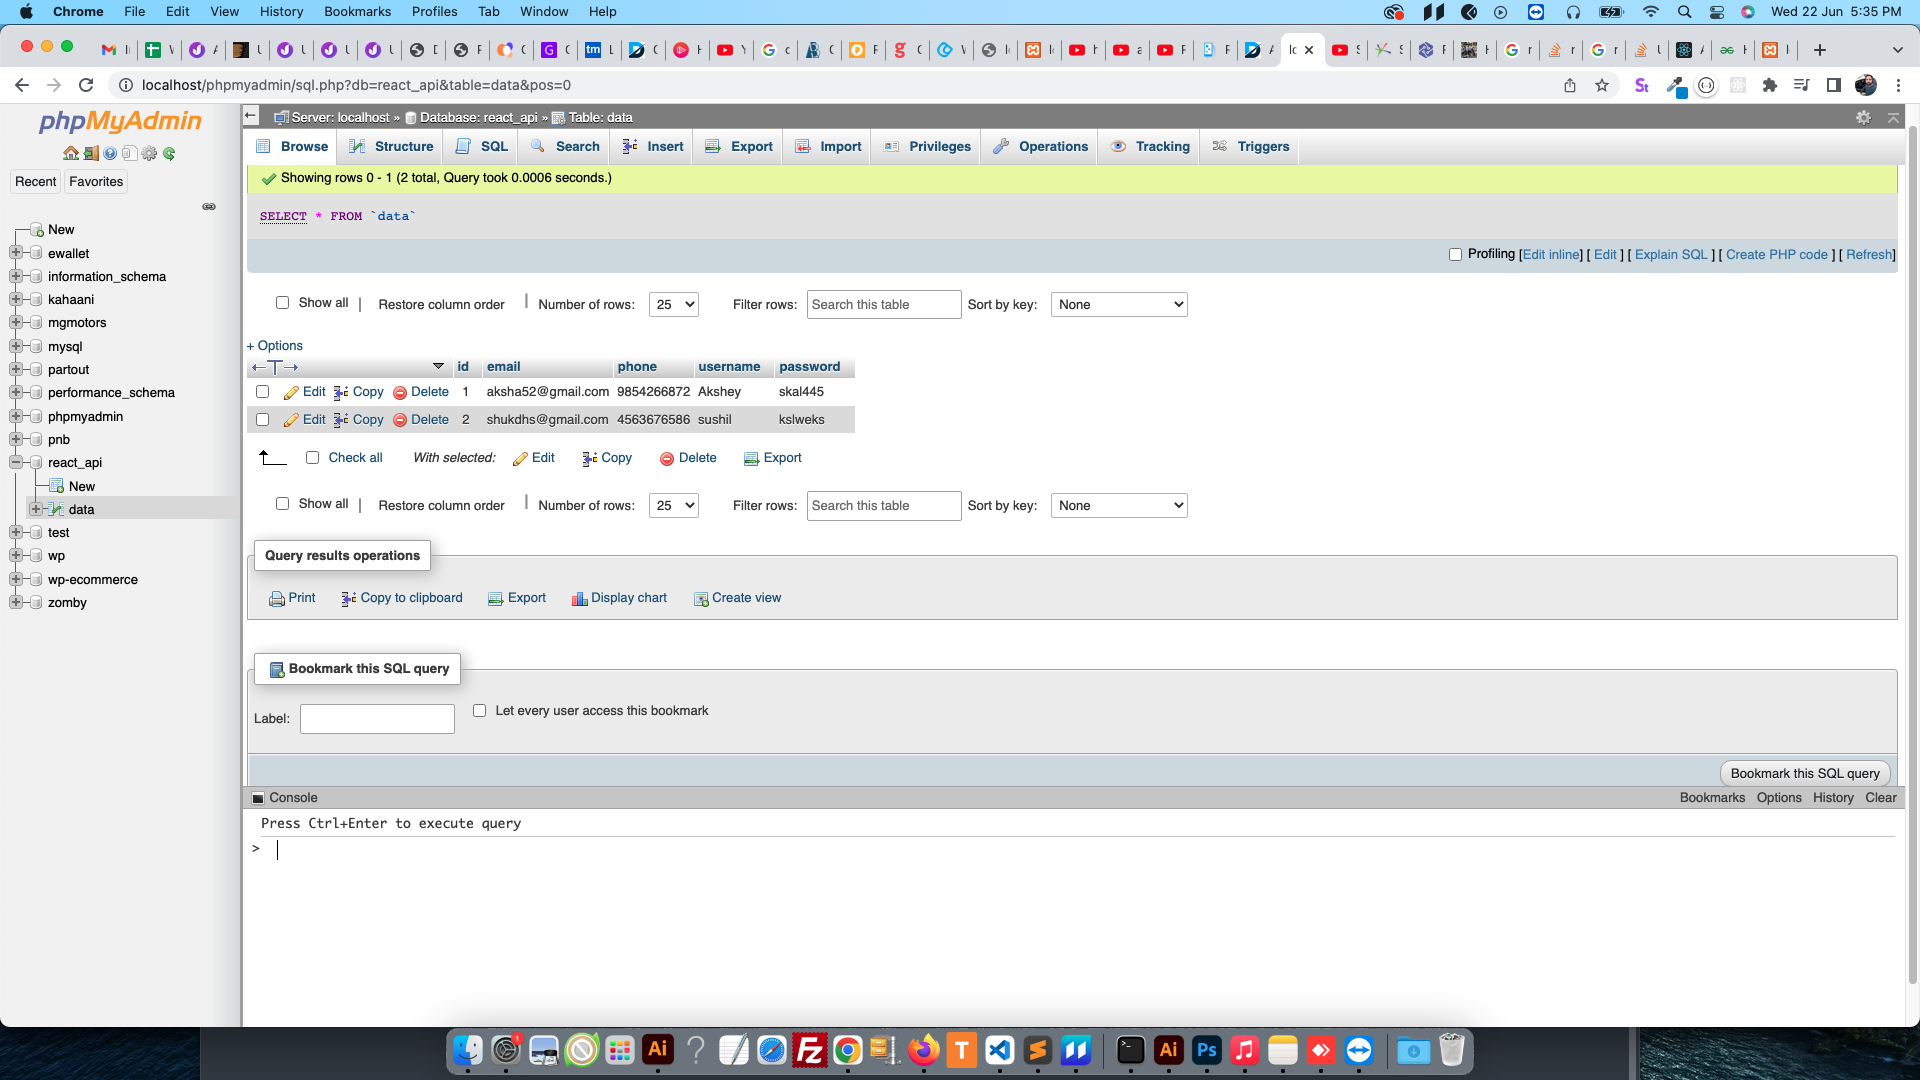 Chrome File Edit View History Bookmarks Profiles Tab Window Help Wed 22 Jun 5:35 PM
localhost/phpmyadmin/sql.php?db=react_api&table=data&pos=0
phpMyAdmin
Recent Favorites
New
ewallet
information_schema
kahaani
mgmotors
mysql
partout
performance_schema
phpmyadmin
pnb
react_api
New
data
test
wp
wp-ecommerce
zomby
Server: localhost » Database: react_api » Table: data
Browse Structure SQL Search Insert Export Import Privileges Operations Tracking Triggers
Showing rows 0 - 1 (2 total, Query took 0.0006 seconds.)
SELECT * FROM `data`
Profiling [Edit inline] [ Edit ] [ Explain SQL ] [ Create PHP code ] [ Refresh]
Show all | Restore column order | Number of rows: 25 Filter rows: Search this table Sort by key: None
+ Options
←T→ id email phone username password
Edit Copy Delete 1 aksha52@gmail.com 9854266872 Akshey skal445
Edit Copy Delete 2 shukdhs@gmail.com 4563676586 sushil kslweks
Check all With selected: Edit Copy Delete Export
Show all | Restore column order | Number of rows: 25 Filter rows: Search this table Sort by key: None
Query results operations
Print Copy to clipboard Export Display chart Create view
Bookmark this SQL query
Label: Let every user access this bookmark
Bookmark this SQL query
Console Bookmarks Options History Clear
Press Ctrl+Enter to execute query
>